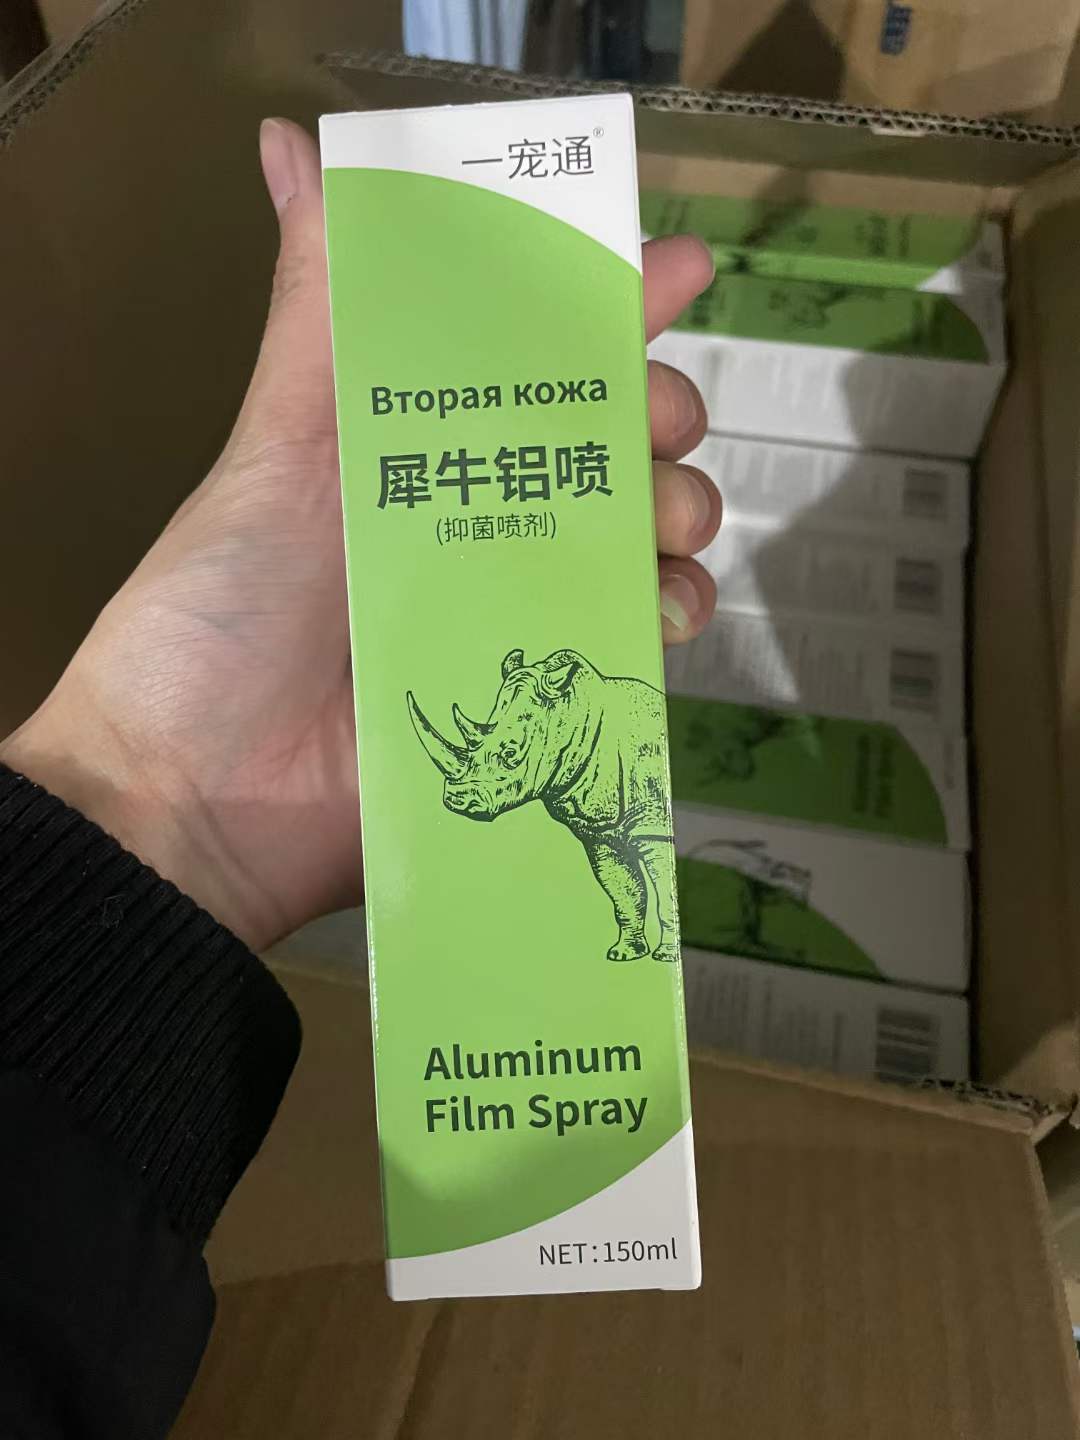 一宠通®
Вторая кожа
犀牛铝喷
(抑菌喷剂)
Aluminum
Film Spray
NET:150ml